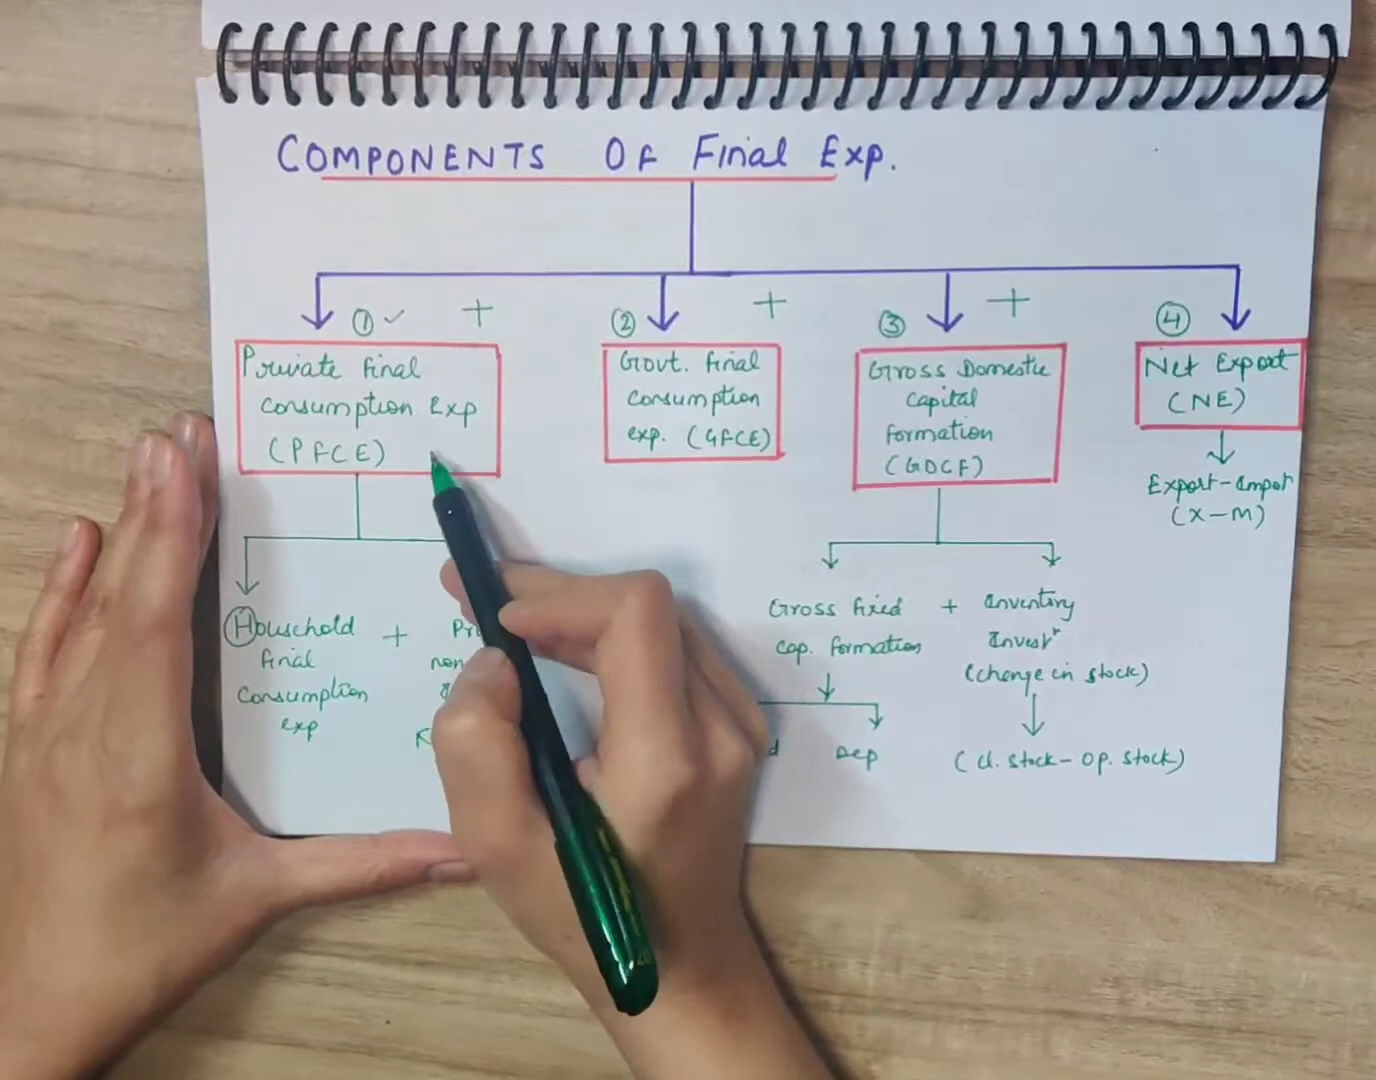 COMPONENTS OF Final Exp.
① ✓ +
② +
③ +
④
Private final
consumption Exp
(PFCE)
Govt. final
consumption
exp. (GFCE)
Gross Domestic
Capital
formation
(GDCF)
Net Export
(NE)
Export-Import
(X-M)
Household +
final
consumption
exp
non
Gross fixed +
cap. formation
Dep
Inventory
Invest
(change in stock)
(Cl. stock - Op. stock)
07